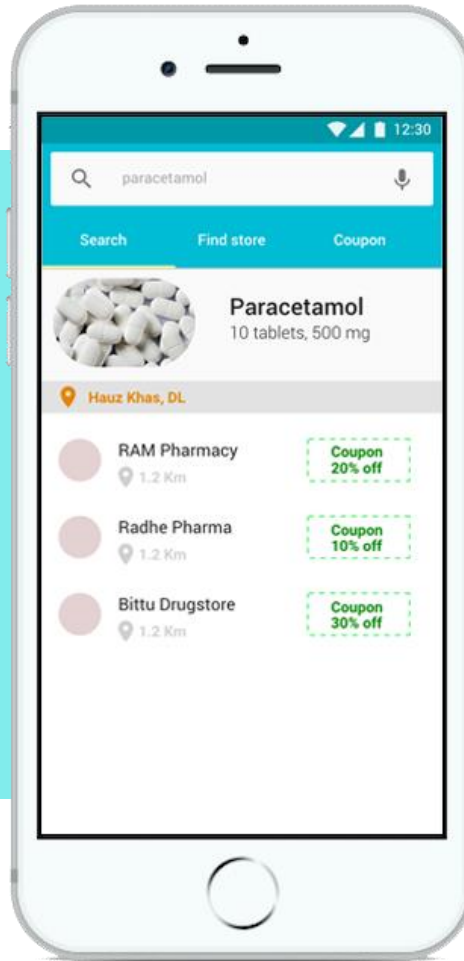 12:30
paracetamol
Search Find store Coupon
Paracetamol
10 tablets, 500 mg
Hauz Khas, DL
RAM Pharmacy
1.2 Km
Coupon
20% off
Radhe Pharma
1.2 Km
Coupon
10% off
Bittu Drugstore
1.2 Km
Coupon
30% off